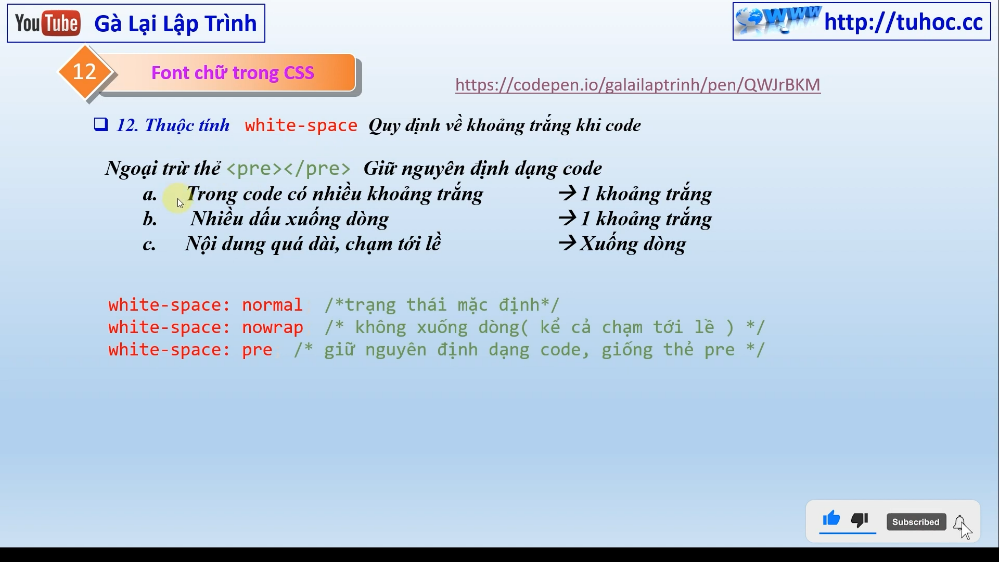 YouTube Gà Lại Lập Trình
www http://tuhoc.cc
12 Font chữ trong CSS
https://codepen.io/galailaptrinh/pen/QWJrBKM
12. Thuộc tính white-space Quy định về khoảng trắng khi code
Ngoại trừ thẻ <pre></pre> Giữ nguyên định dạng code
a. Trong code có nhiều khoảng trắng → 1 khoảng trắng
b. Nhiều dấu xuống dòng → 1 khoảng trắng
c. Nội dung quá dài, chạm tới lề → Xuống dòng
white-space: normal /*trạng thái mặc định*/
white-space: nowrap /* không xuống dòng( kể cả chạm tới lề ) */
white-space: pre /* giữ nguyên định dạng code, giống thẻ pre */
Subscribed